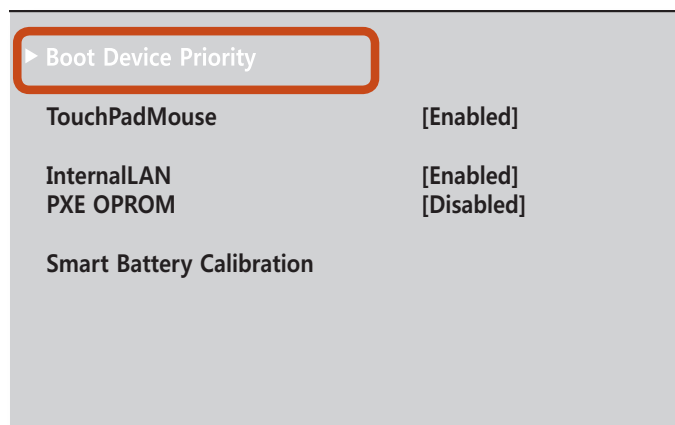 ▶ Boot Device Priority
TouchPadMouse [Enabled]
InternalLAN [Enabled]
PXE OPROM [Disabled]
Smart Battery Calibration